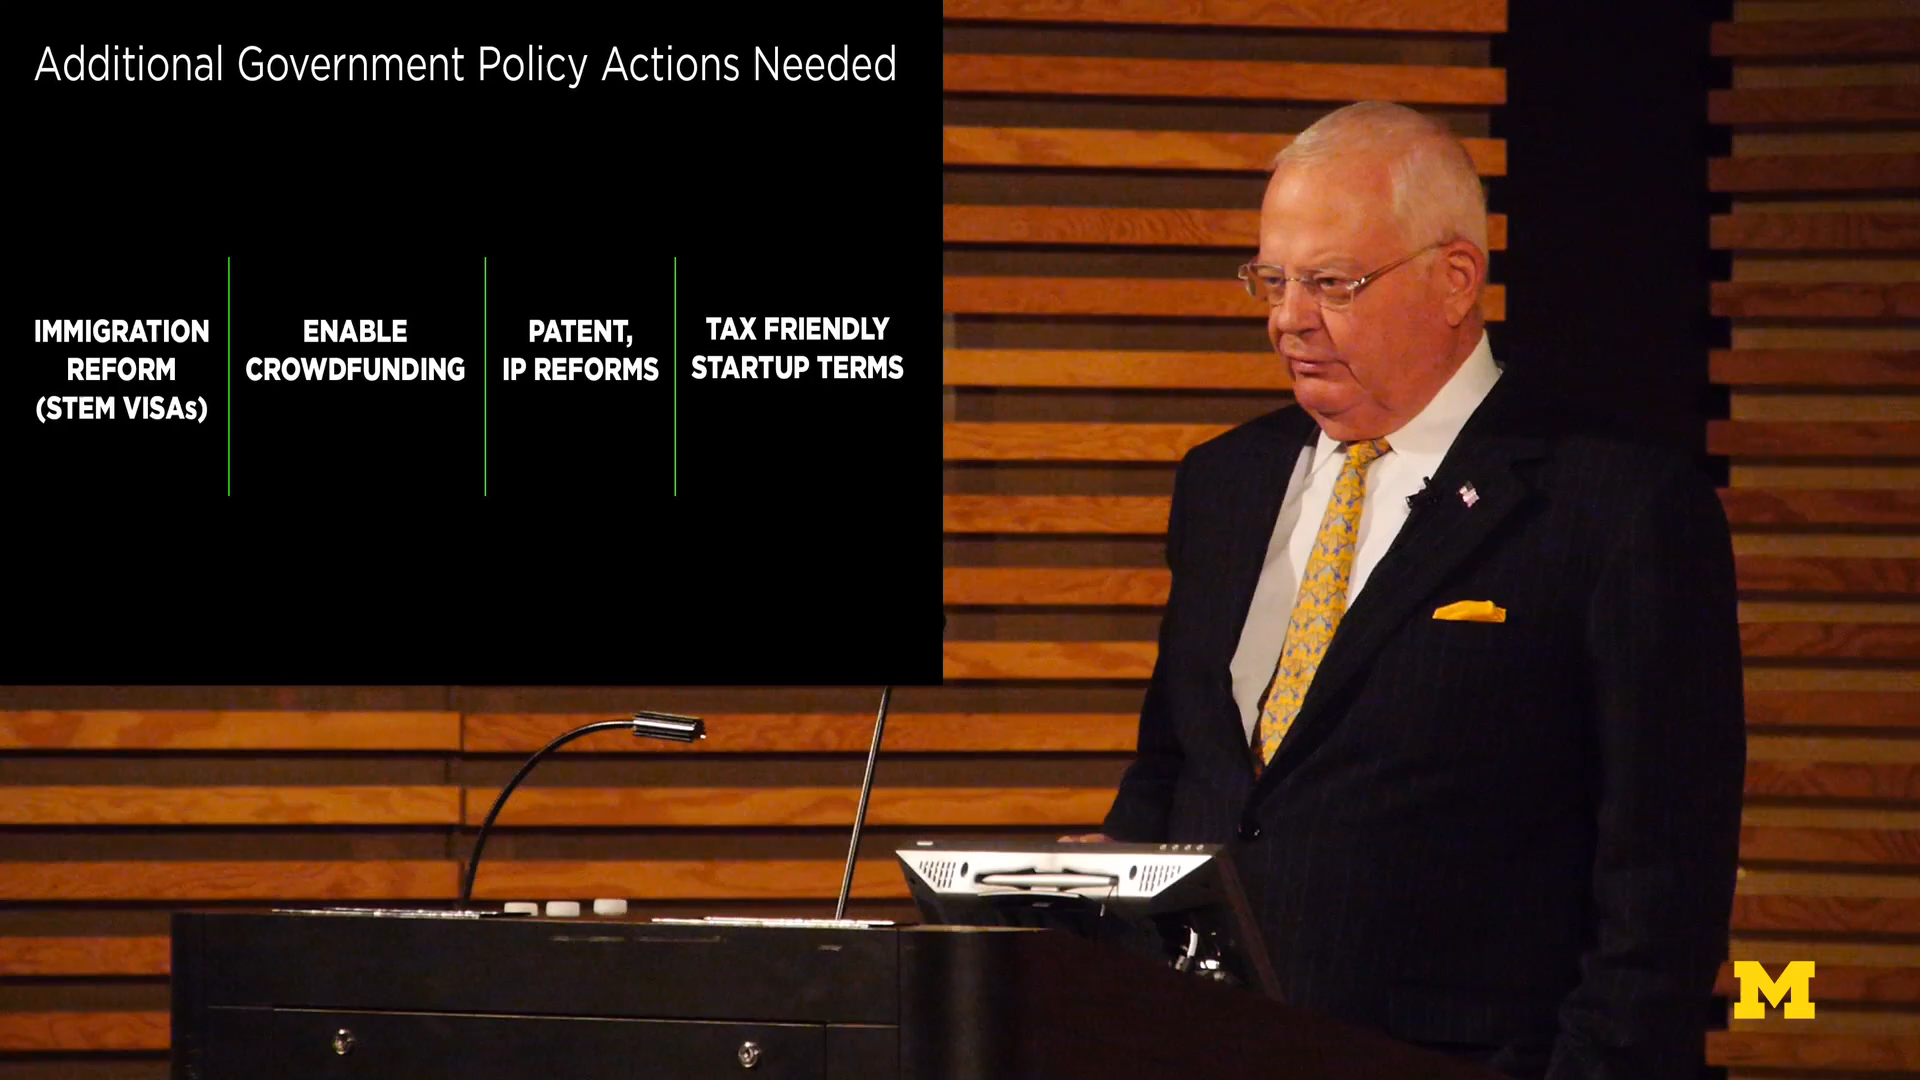 Additional Government Policy Actions Needed
IMMIGRATION
REFORM
(STEM VISAs)
ENABLE
CROWDFUNDING
PATENT,
IP REFORMS
TAX FRIENDLY
STARTUP TERMS
M